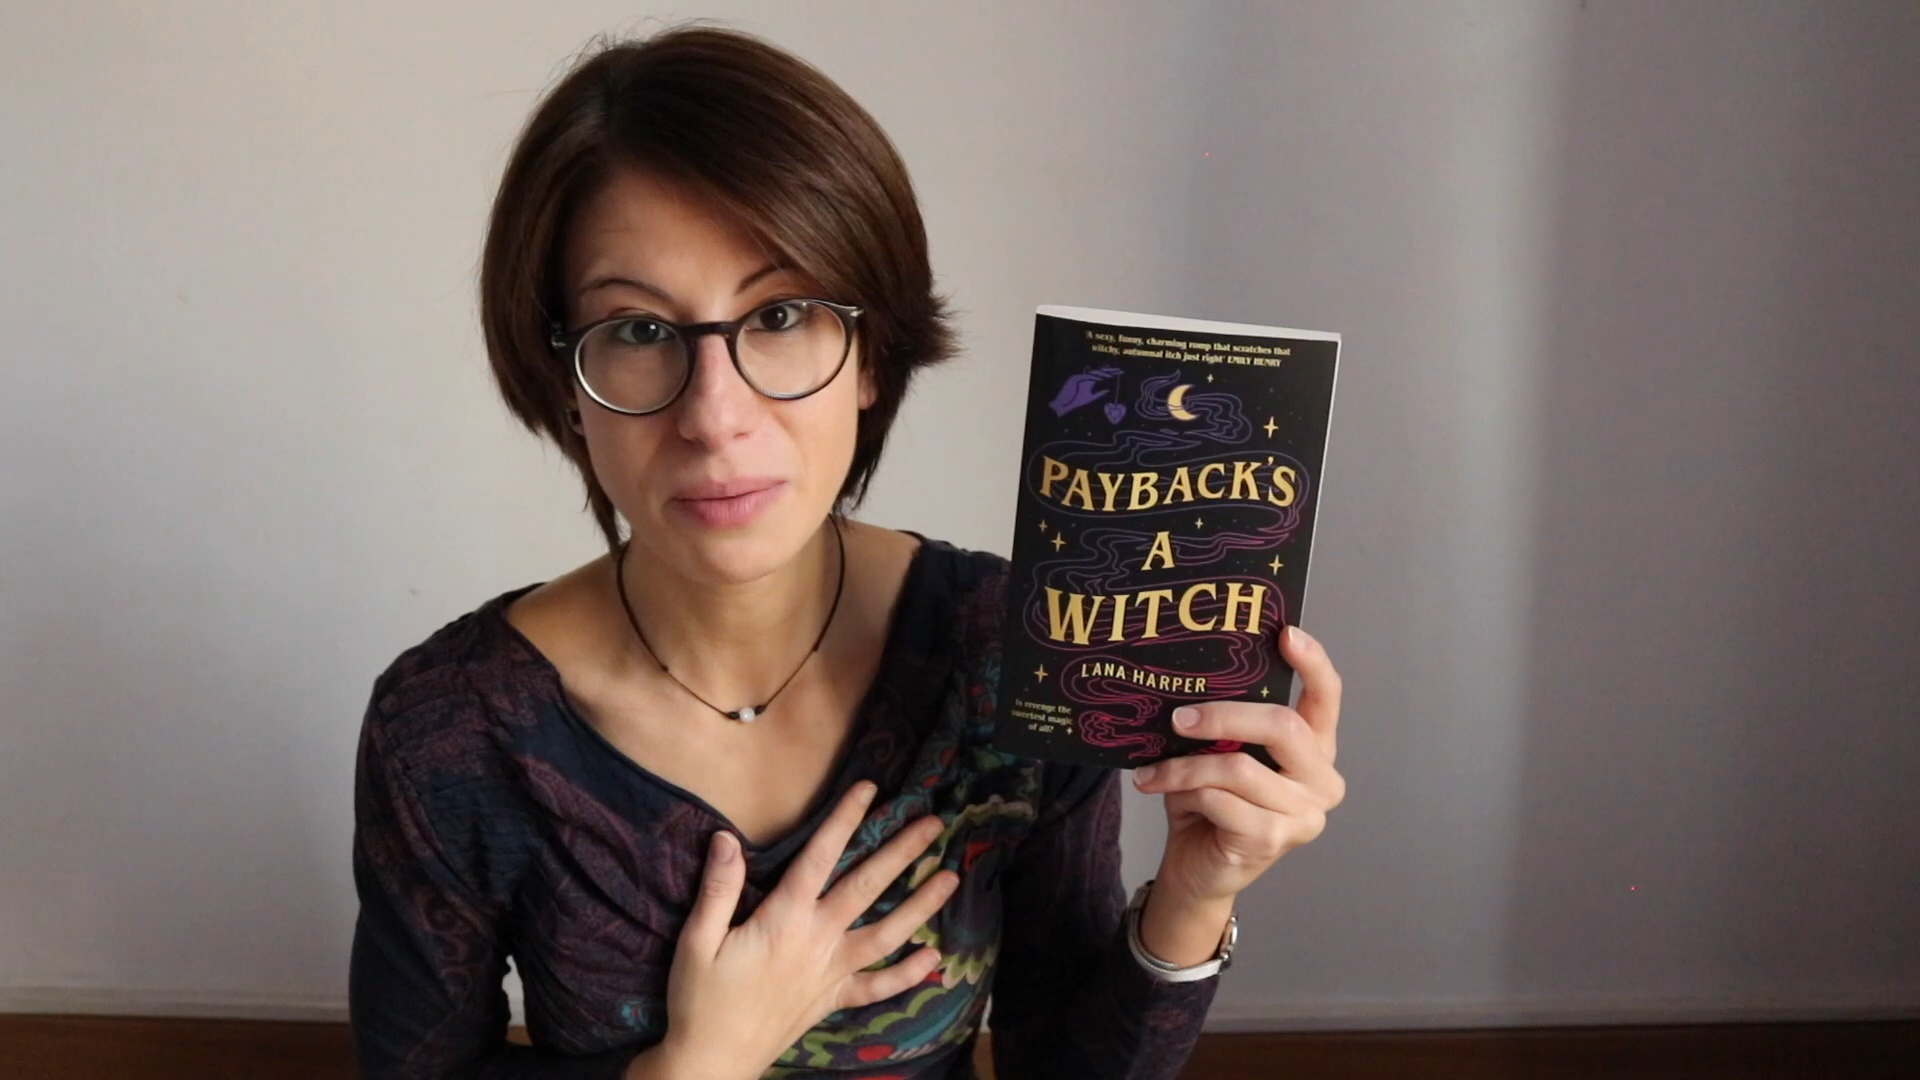 'A sexy, funny, charming romp that scratches that
witchy, autumnal itch just right' EMILY HENRY
PAYBACK'S
A
WITCH
LANA HARPER
Is revenge the
sweetest magic
of all?